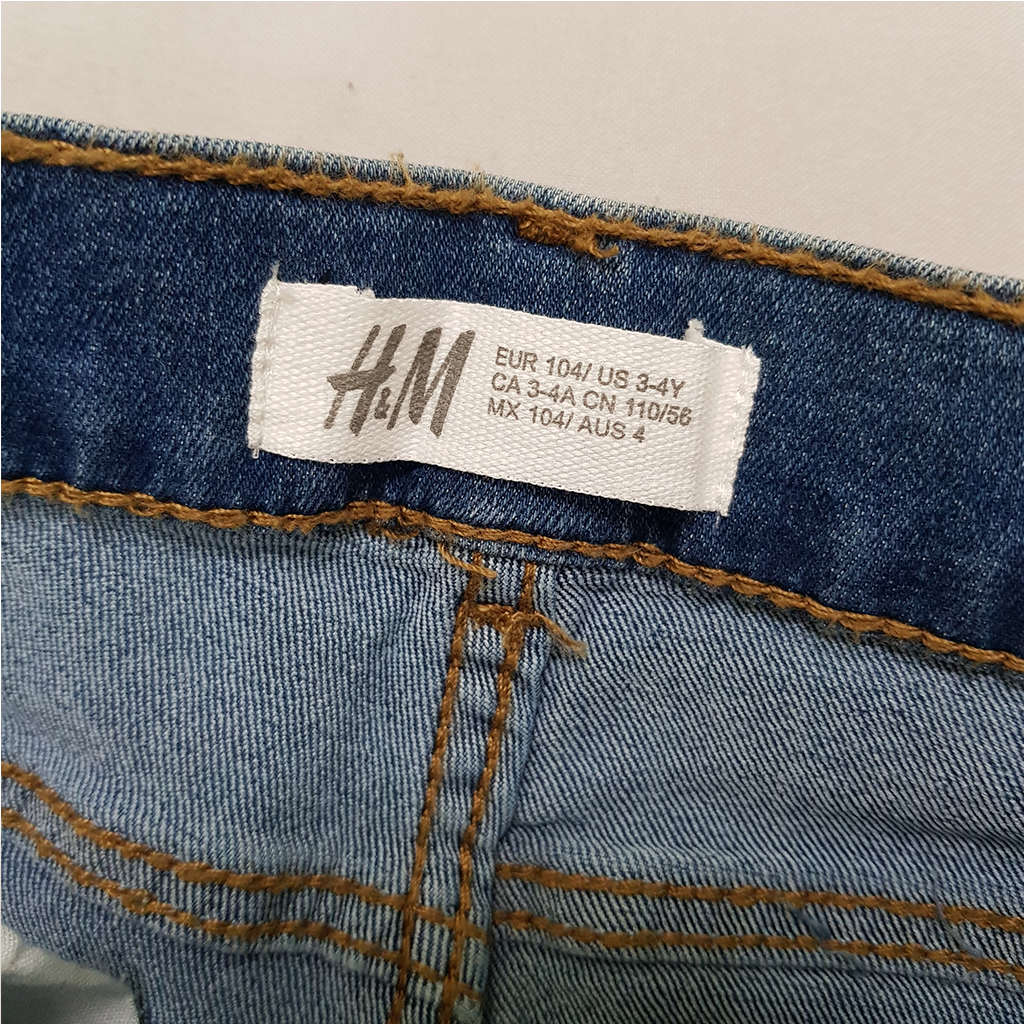 H&M
EUR 104/ US 3-4Y
CA 3-4A CN 110/56
MX 104/ AUS 4